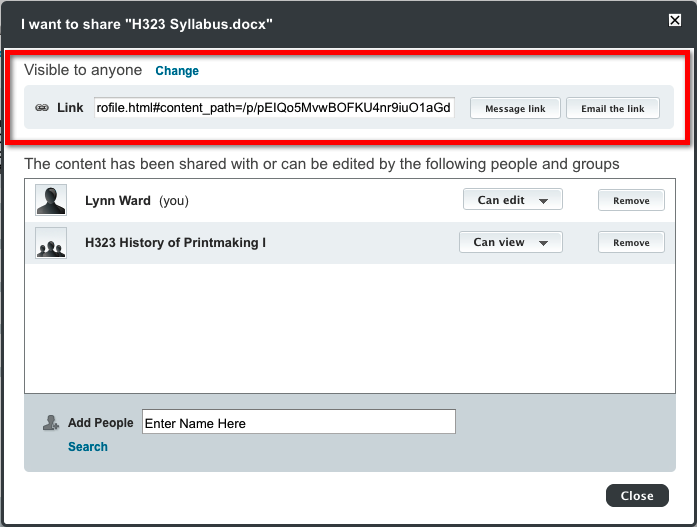 I want to share "H323 Syllabus.docx"
Visible to anyone Change
Link rofile.html#content_path=/p/pEIQo5MvwBOFKU4nr9iuO1aGd Message link Email the link
The content has been shared with or can be edited by the following people and groups
Lynn Ward (you) Can edit Remove
H323 History of Printmaking I Can view Remove
Add People Enter Name Here
Search
Close